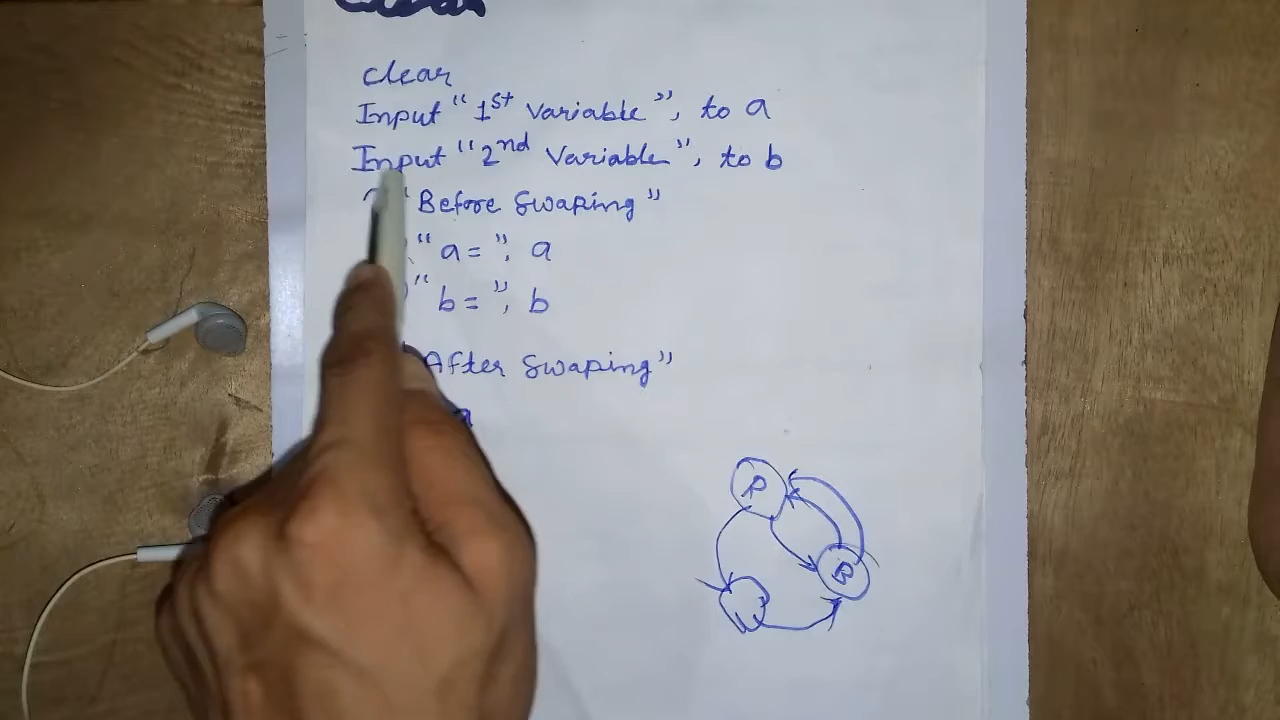 clear
Input "1st Variable", to a
Input "2nd Variable", to b
"Before Swaping"
"a = ", a
"b = ", b
After Swaping"
a
P
B